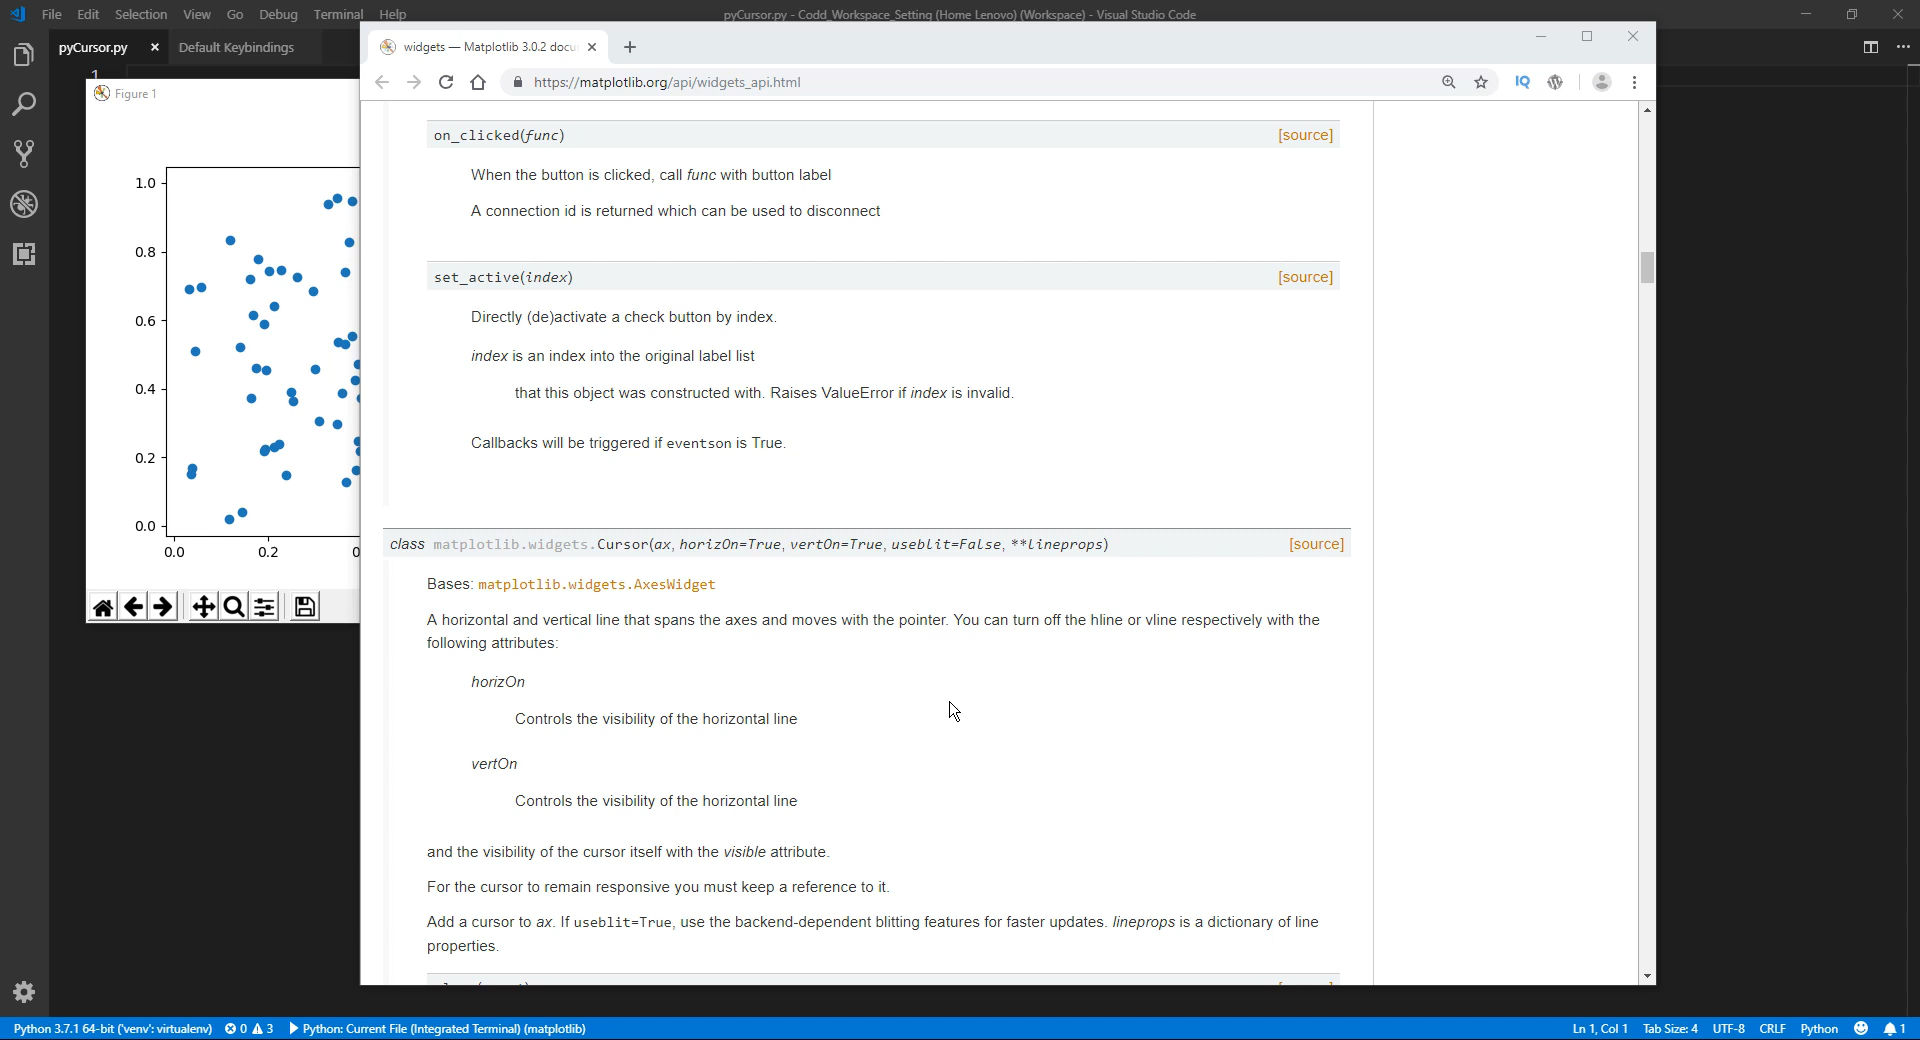 File Edit Selection View Go Debug Terminal Help
pyCursor.py - Codd_Workspace_Setting (Home Lenovo) (Workspace) - Visual Studio Code
pyCursor.py
Default Keybindings
1
Figure 1
1.0
0.8
0.6
0.4
0.2
0.0
0.0 0.2 0
widgets — Matplotlib 3.0.2 docu
https://matplotlib.org/api/widgets_api.html
IQ
on_clicked(func) [source]
When the button is clicked, call func with button label
A connection id is returned which can be used to disconnect
set_active(index) [source]
Directly (de)activate a check button by index.
index is an index into the original label list
that this object was constructed with. Raises ValueError if index is invalid.
Callbacks will be triggered if eventson is True.
class matplotlib.widgets.Cursor(ax, horizOn=True, vertOn=True, useblit=False, **lineprops) [source]
Bases: matplotlib.widgets.AxesWidget
A horizontal and vertical line that spans the axes and moves with the pointer. You can turn off the hline or vline respectively with the
following attributes:
horizOn
Controls the visibility of the horizontal line
vertOn
Controls the visibility of the horizontal line
and the visibility of the cursor itself with the visible attribute.
For the cursor to remain responsive you must keep a reference to it.
Add a cursor to ax. If useblit=True, use the backend-dependent blitting features for faster updates. lineprops is a dictionary of line
properties.
Python 3.7.1 64-bit ('venv': virtualenv) 0 3 Python: Current File (Integrated Terminal) (matplotlib)
Ln 1, Col 1 Tab Size: 4 UTF-8 CRLF Python 1